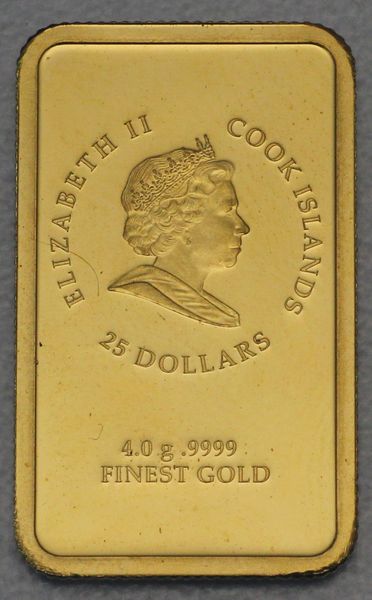 ELIZABETH II
COOK ISLANDS
25 DOLLARS
4.0 g .9999
FINEST GOLD